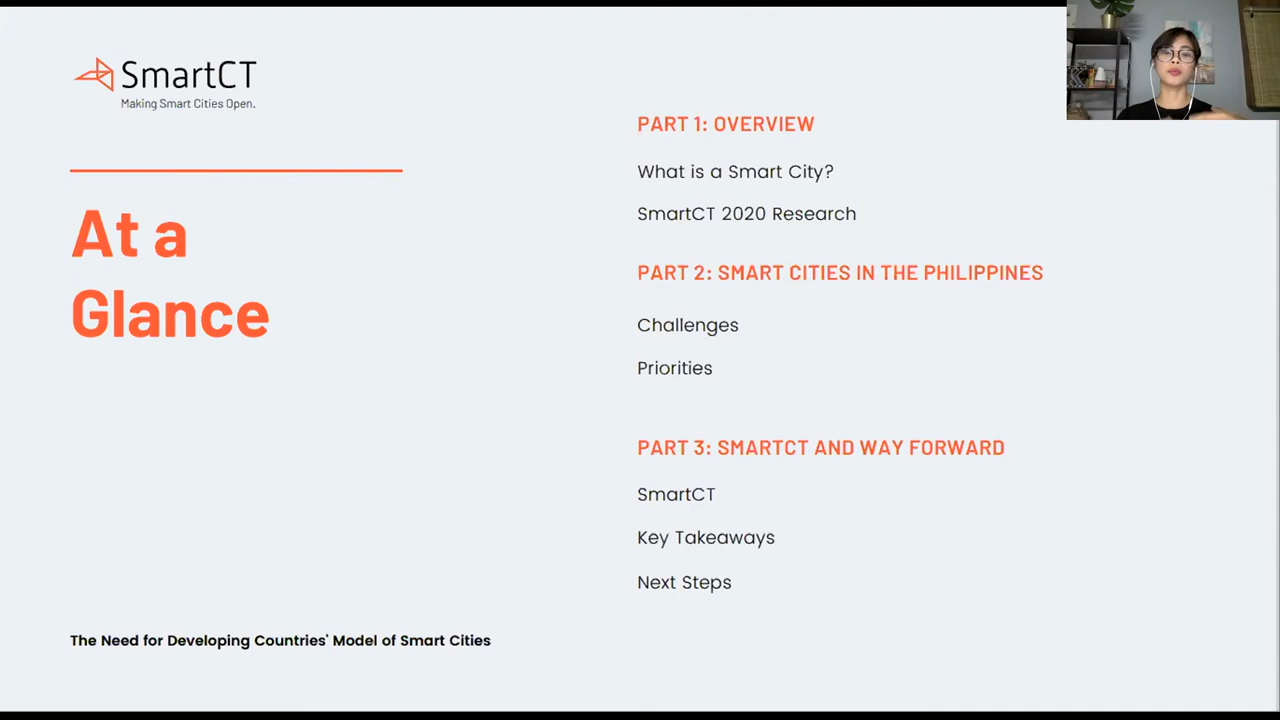 SmartCT
Making Smart Cities Open.
At a
Glance
PART 1: OVERVIEW
What is a Smart City?
SmartCT 2020 Research
PART 2: SMART CITIES IN THE PHILIPPINES
Challenges
Priorities
PART 3: SMARTCT AND WAY FORWARD
SmartCT
Key Takeaways
Next Steps
The Need for Developing Countries' Model of Smart Cities